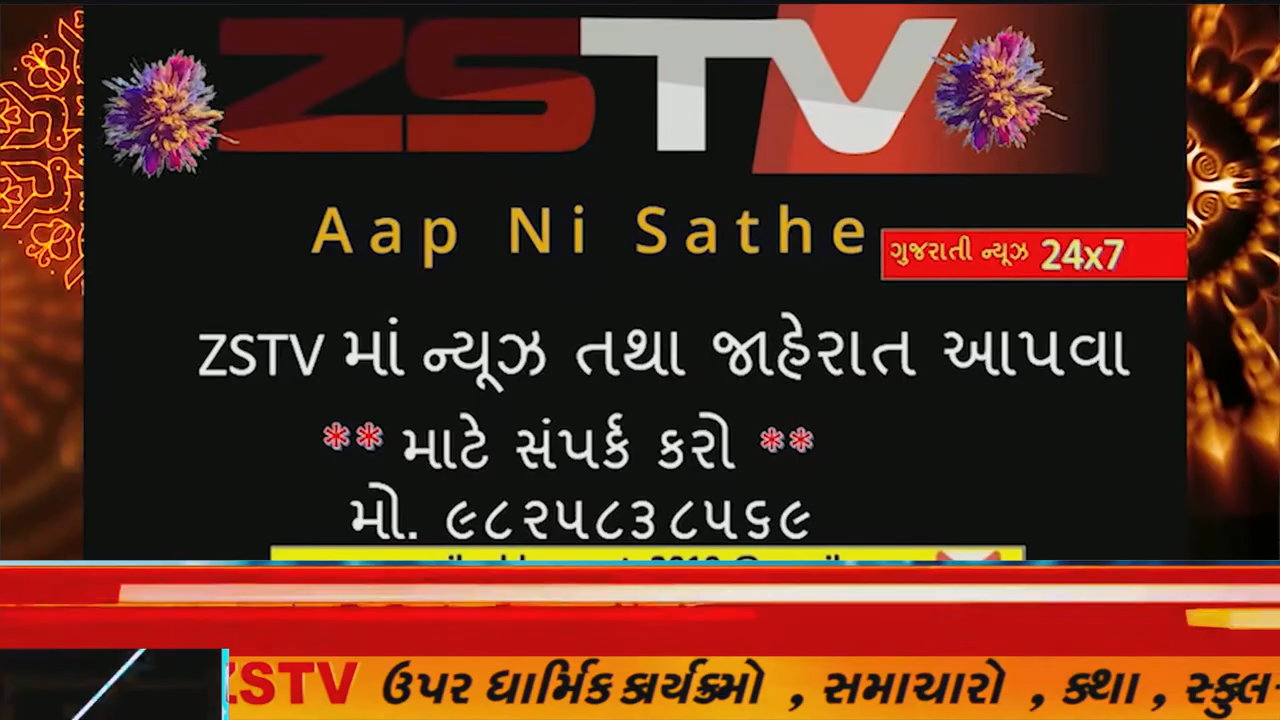 ZSTV
Aap Ni Sathe
ગુજરાતી ન્યૂઝ 24x7
ZSTV માં ન્યૂઝ તથા જાહેરાત આપવા
** માટે સંપર્ક કરો **
મો. ૯૮૨૫૮૩૮૫૬૯
ZSTV ઉપર ધાર્મિક કાર્યક્રમો , સમાચારો , કથા , સ્કુલ